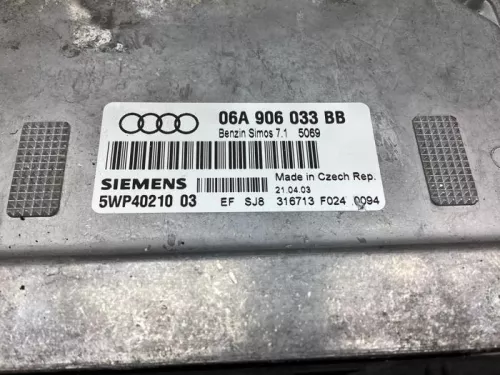 06A 906 033 BB
Benzin Simos 7.1 5069
SIEMENS
Made in Czech Rep.
21.04.03
5WP40210 03
EF SJ8 316713 F024 0094